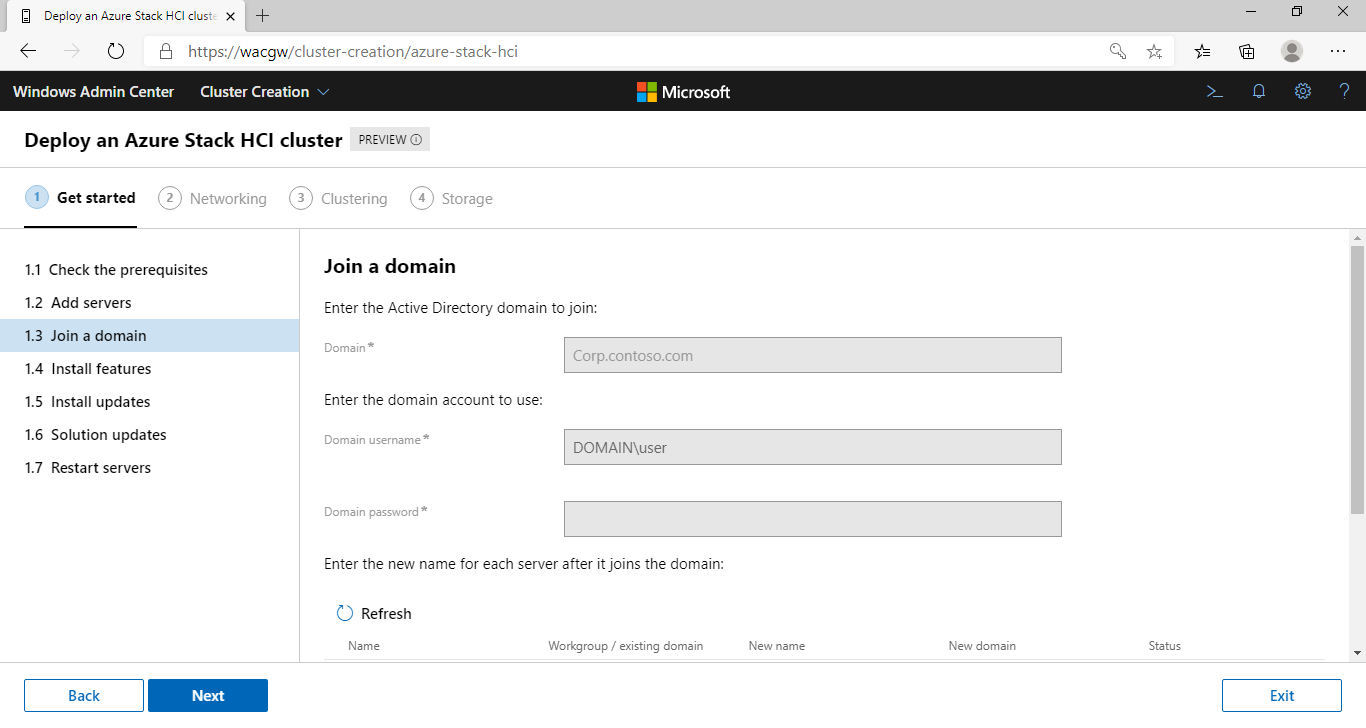 Deploy an Azure Stack HCI cluste
https://wacgw/cluster-creation/azure-stack-hci
Windows Admin Center Cluster Creation Microsoft
Deploy an Azure Stack HCI cluster PREVIEW
1 Get started 2 Networking 3 Clustering 4 Storage
1.1 Check the prerequisites
1.2 Add servers
1.3 Join a domain
1.4 Install features
1.5 Install updates
1.6 Solution updates
1.7 Restart servers
Join a domain
Enter the Active Directory domain to join:
Domain* Corp.contoso.com
Enter the domain account to use:
Domain username* DOMAIN\user
Domain password*
Enter the new name for each server after it joins the domain:
Refresh
Name Workgroup / existing domain New name New domain Status
Back Next Exit